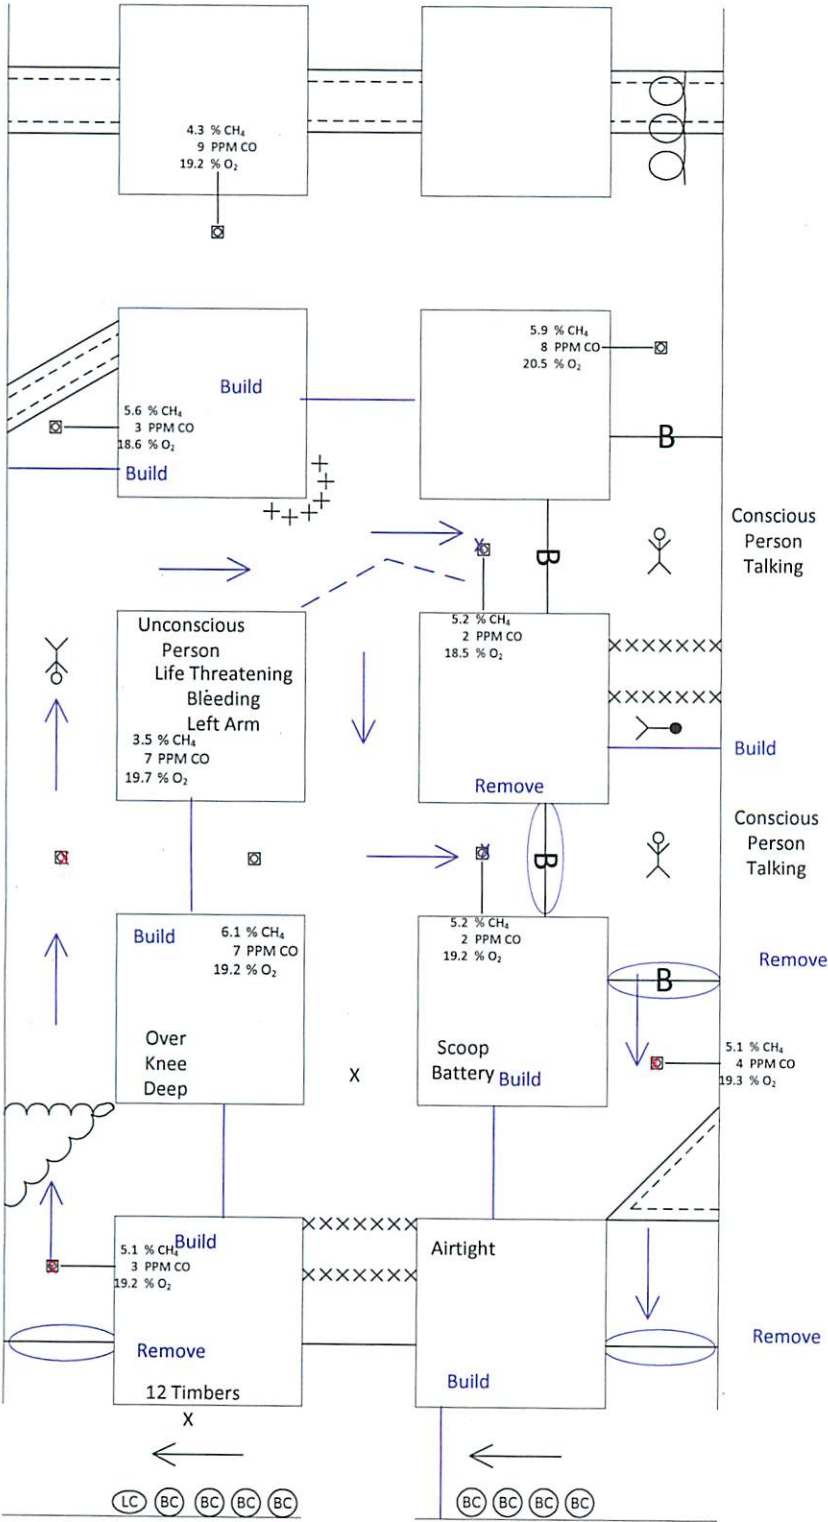 4.3 % CH₄
9 PPM CO
19.2 % O₂
5.9 % CH₄
8 PPM CO
20.5 % O₂
Build
5.6 % CH₄
3 PPM CO
18.6 % O₂
Build
B
B
Conscious
Person
Talking
Unconscious
Person
Life Threatening
Bleeding
Left Arm
3.5 % CH₄
7 PPM CO
19.7 % O₂
5.2 % CH₄
2 PPM CO
18.5 % O₂
XXXXXXXX
XXXXXXXX
Build
Remove
Conscious
Person
Talking
B
Build
6.1 % CH₄
7 PPM CO
19.2 % O₂
5.2 % CH₄
2 PPM CO
19.2 % O₂
Remove
B
Over
Knee
Deep
X
Scoop
Battery Build
5.1 % CH₄
4 PPM CO
19.3 % O₂
XXXXXXXX
XXXXXXXX
Build
5.1 % CH₄
3 PPM CO
19.2 % O₂
Airtight
Remove
Remove
Build
12 Timbers
X
LC BC BC BC BC
BC BC BC BC